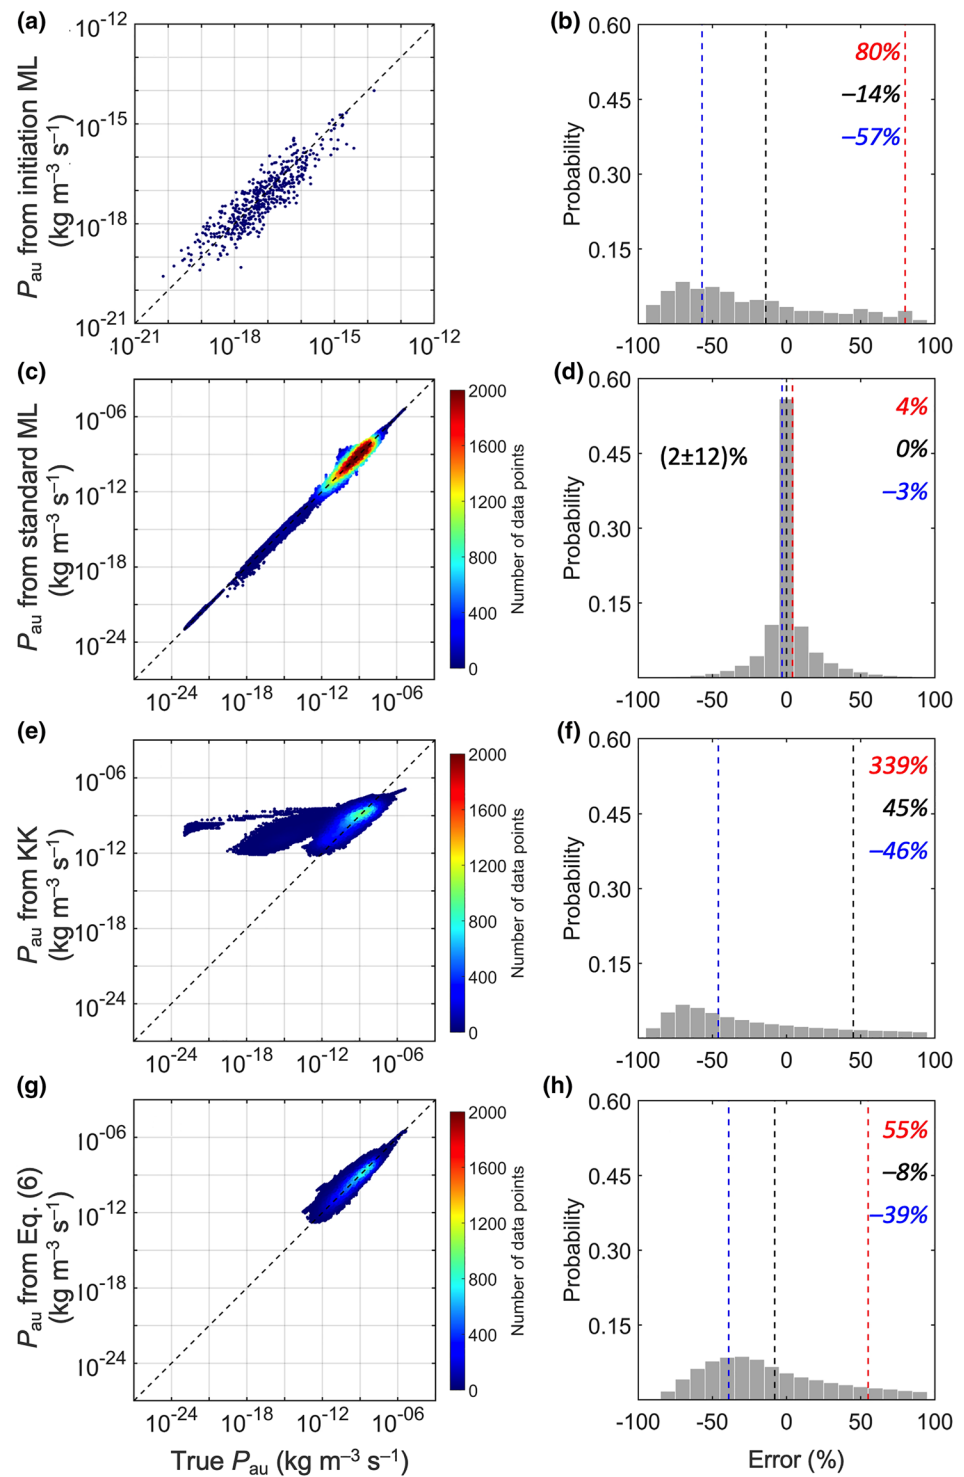 (a)
10⁻¹²
10⁻¹⁵
10⁻¹⁸
10⁻²¹
P_au from initiation ML
(kg m⁻³ s⁻¹)
10⁻²¹ 10⁻¹⁸ 10⁻¹⁵ 10⁻¹²
(b)
0.60
0.45
0.30
0.15
Probability
80%
–14%
–57%
-100 -50 0 50 100
(c)
10⁻⁰⁶
10⁻¹²
10⁻¹⁸
10⁻²⁴
P_au from standard ML
(kg m⁻³ s⁻¹)
10⁻²⁴ 10⁻¹⁸ 10⁻¹² 10⁻⁰⁶
2000
1600
1200
800
400
0
Number of data points
(d)
0.60
0.45
0.30
0.15
Probability
(2±12)%
4%
0%
–3%
-100 -50 0 50 100
(e)
10⁻⁰⁶
10⁻¹²
10⁻¹⁸
10⁻²⁴
P_au from KK
(kg m⁻³ s⁻¹)
10⁻²⁴ 10⁻¹⁸ 10⁻¹² 10⁻⁰⁶
2000
1600
1200
800
400
0
Number of data points
(f)
0.60
0.45
0.30
0.15
Probability
339%
45%
–46%
-100 -50 0 50 100
(g)
10⁻⁰⁶
10⁻¹²
10⁻¹⁸
10⁻²⁴
P_au from Eq. (6)
(kg m⁻³ s⁻¹)
10⁻²⁴ 10⁻¹⁸ 10⁻¹² 10⁻⁰⁶
True P_au (kg m⁻³ s⁻¹)
2000
1600
1200
800
400
0
Number of data points
(h)
0.60
0.45
0.30
0.15
Probability
55%
–8%
–39%
-100 -50 0 50 100
Error (%)